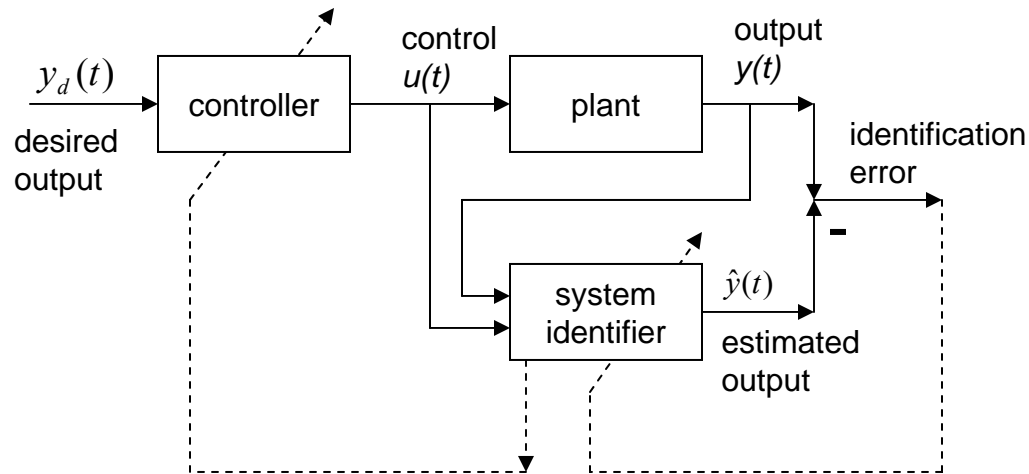 control
u(t)
output
y(t)
y_d(t)
controller
plant
desired
output
identification
error
-
system
identifier
ŷ(t)
estimated
output